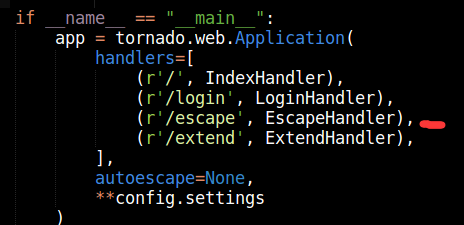 if __name__ == "__main__":
    app = tornado.web.Application(
        handlers=[
            (r'/', IndexHandler),
            (r'/login', LoginHandler),
            (r'/escape', EscapeHandler),
            (r'/extend', ExtendHandler),
        ],
        autoescape=None,
        **config.settings
    )